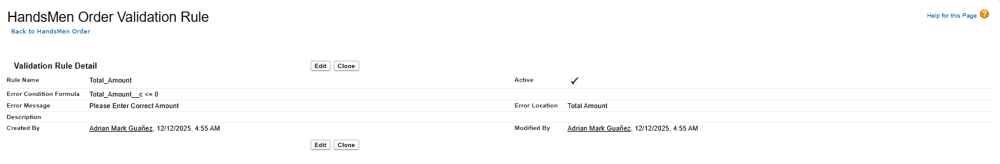 HandsMen Order Validation Rule
Help for this Page ?
Back to HandsMen Order
Validation Rule Detail Edit Clone
Rule Name Total_Amount Active
Error Condition Formula Total_Amount__c <= 0
Error Message Please Enter Correct Amount Error Location Total Amount
Description
Created By Adrian Mark Guañez, 12/12/2025, 4:55 AM Modified By Adrian Mark Guañez, 12/12/2025, 4:55 AM
Edit Clone